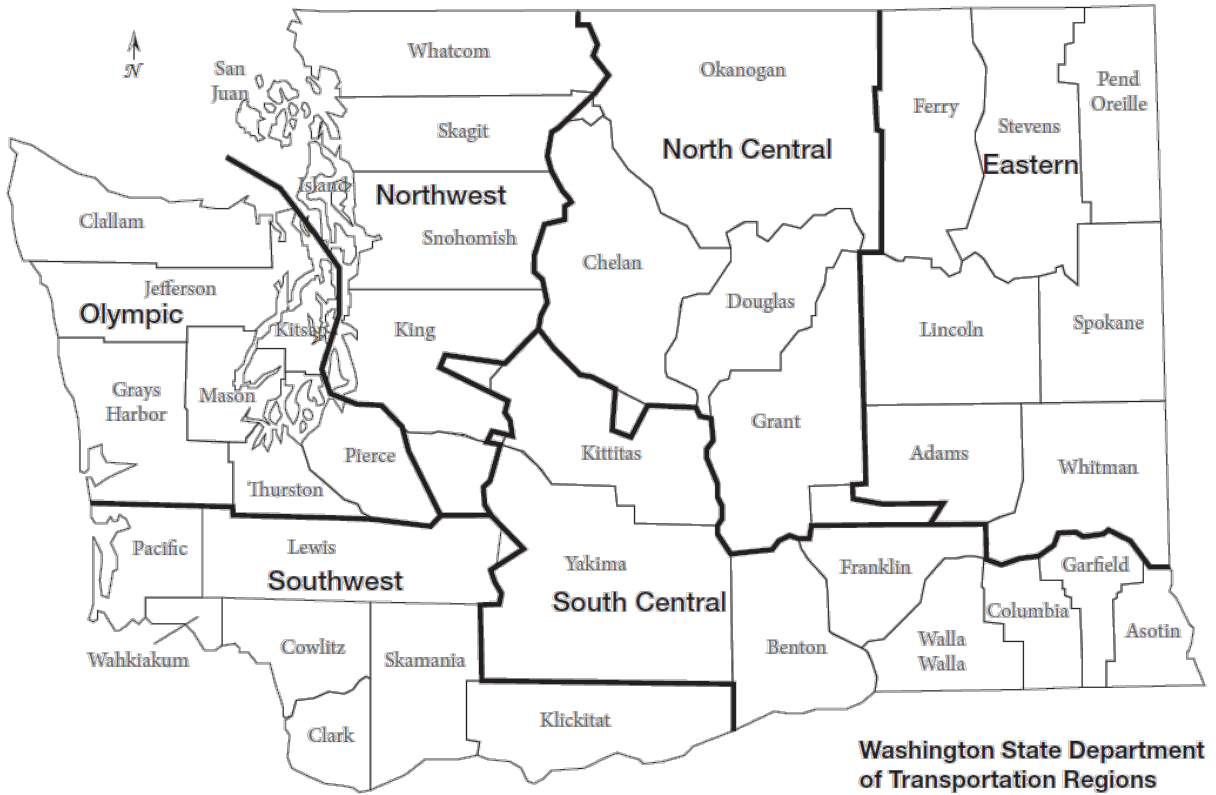 N
San
Juan
Whatcom
Okanogan
Ferry
Stevens
Pend
Oreille
Skagit
North Central
Eastern
Island
Northwest
Clallam
Snohomish
Chelan
Jefferson
Olympic
Douglas
Kitsap
King
Lincoln
Spokane
Grays
Harbor
Mason
Grant
Pierce
Kittitas
Adams
Whitman
Thurston
Pacific
Lewis
Southwest
Yakima
South Central
Franklin
Garfield
Columbia
Asotin
Walla
Walla
Benton
Wahkiakum
Cowlitz
Skamania
Klickitat
Clark
Washington State Department
of Transportation Regions